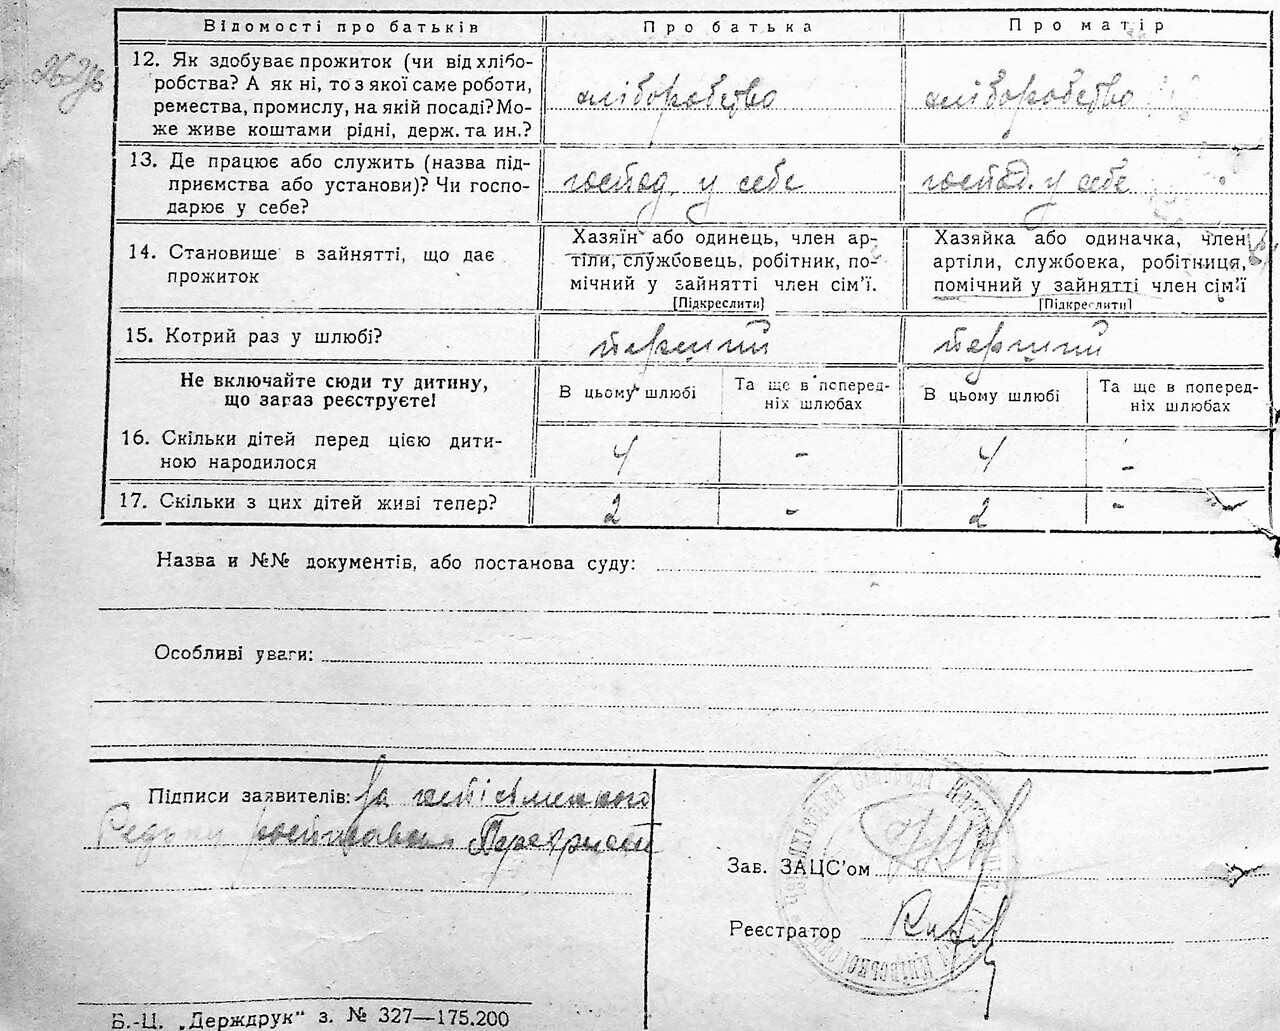 Відомості про батьків Про батька Про матір
12. Як здобуває прожиток (чи від хлібо-
робства? А як ні, то з якої саме роботи,
ремества, промислу, на якій посаді? Мо-
же живе коштами рідні, держ. та ин.?
хліборобство хліборобство
13. Де працює або служить (назва під-
приємства або установи)? Чи госпо-
дарює у себе?
господ. у себе господ. у себе
14. Становище в зайнятті, що дає
прожиток
Хазяїн або одинець, член ар-
тіли, службовець, робітник, по-
мічний у зайнятті член сім’ї.
[Підкреслити]
Хазяйка або одиначка, член
артіли, службовка, робітниця,
помічний у зайнятті член сім’ї
[Підкреслити]
15. Котрий раз у шлюбі? перший перший
Не включайте сюди ту дитину,
що зараз реєструєте!
В цьому шлюбі
Та ще в поперед-
ніх шлюбах
В цьому шлюбі
Та ще в поперед-
ніх шлюбах
16. Скільки дітей перед цією дити-
ною народилося
4 - 4 -
17. Скільки з цих дітей живі тепер? 2 - 2 -
Назва и №№ документів, або постанова суду:
Особливі уваги:
Підписи заявителів: За
Редьки
Зав. ЗАЦС’ом
Реєстратор
Б.-Ц. „Держдрук“ з. № 327—175.200